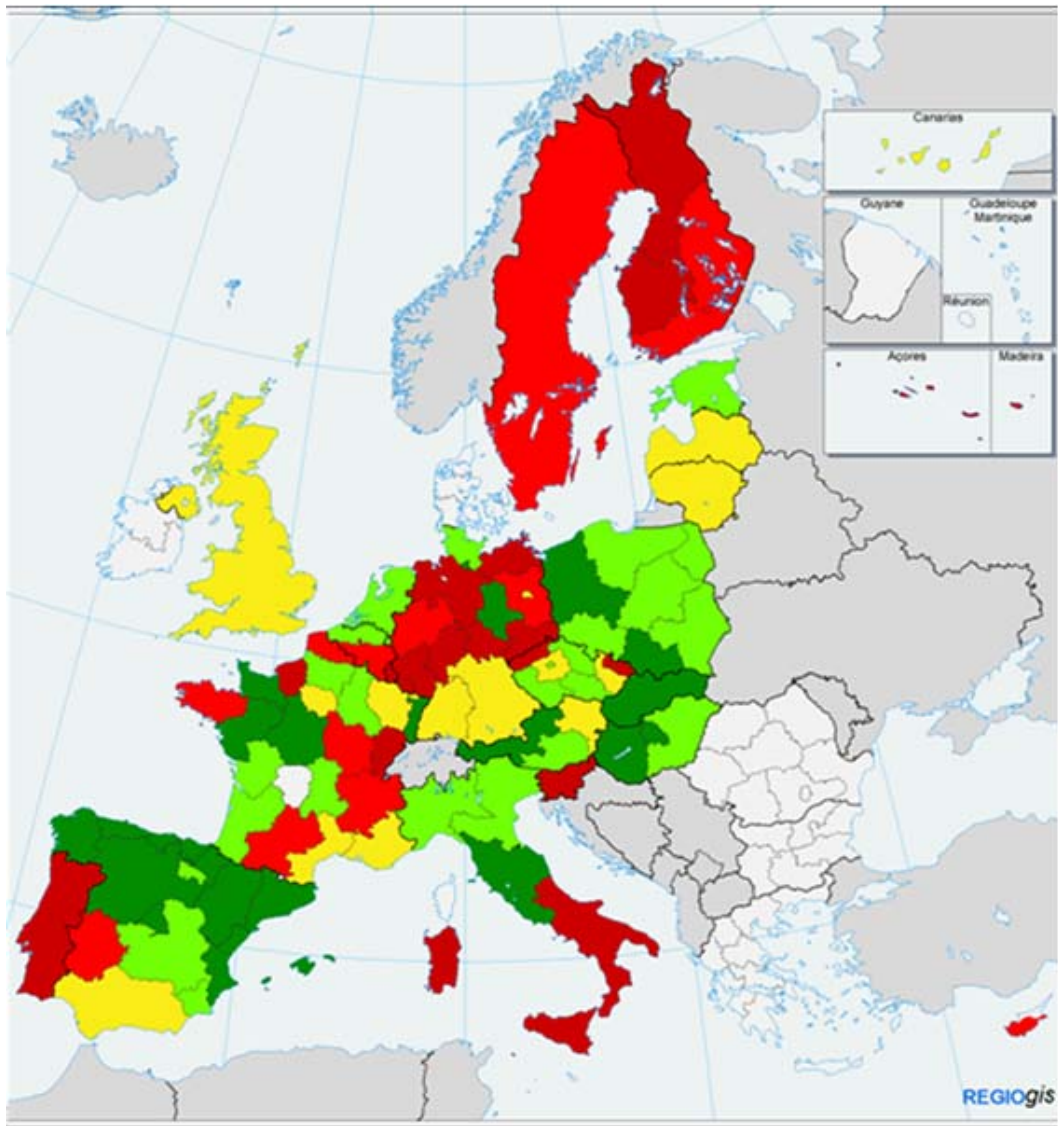 Canarias
Guyane
Guadeloupe
Martinique
Réunion
Açores
Madeira
REGIOgis